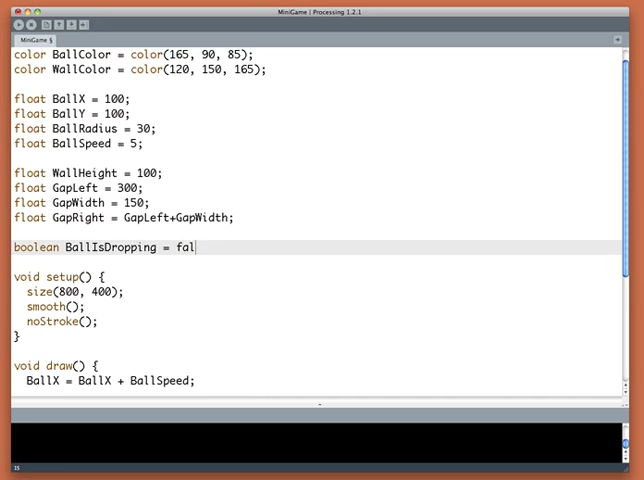 MiniGame | Processing 1.2.1
MiniGame §
color BallColor = color(165, 90, 85);
color WallColor = color(120, 150, 165);
float BallX = 100;
float BallY = 100;
float BallRadius = 30;
float BallSpeed = 5;
float WallHeight = 100;
float GapLeft = 300;
float GapWidth = 150;
float GapRight = GapLeft+GapWidth;
boolean BallIsDropping = fal
void setup() {
size(800, 400);
smooth();
noStroke();
}
void draw() {
BallX = BallX + BallSpeed;
15